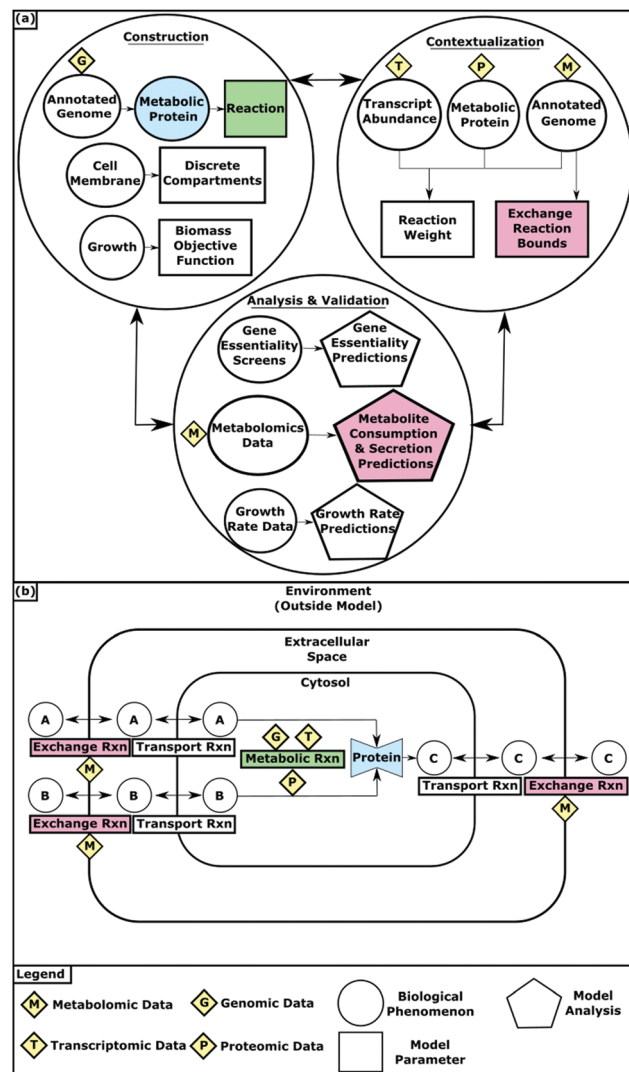 (a)
Construction
G
Annotated
Genome
Metabolic
Protein
Reaction
Cell
Membrane
Discrete
Compartments
Growth
Biomass
Objective
Function
Contextualization
T
P
M
Transcript
Abundance
Metabolic
Protein
Annotated
Genome
Reaction
Weight
Exchange
Reaction
Bounds
Analysis & Validation
Gene
Essentiality
Screens
Gene
Essentiality
Predictions
M
Metabolomics
Data
Metabolite
Consumption
& Secretion
Predictions
Growth
Rate Data
Growth Rate
Predictions
(b)
Environment
(Outside Model)
Extracellular
Space
Cytosol
A
A
A
Exchange Rxn
Transport Rxn
M
G
T
Metabolic Rxn
P
Protein
C
C
C
Transport Rxn
Exchange Rxn
M
B
B
B
Exchange Rxn
Transport Rxn
M
Legend
M
Metabolomic Data
G
Genomic Data
Biological
Phenomenon
Model
Analysis
T
Transcriptomic Data
P
Proteomic Data
Model
Parameter